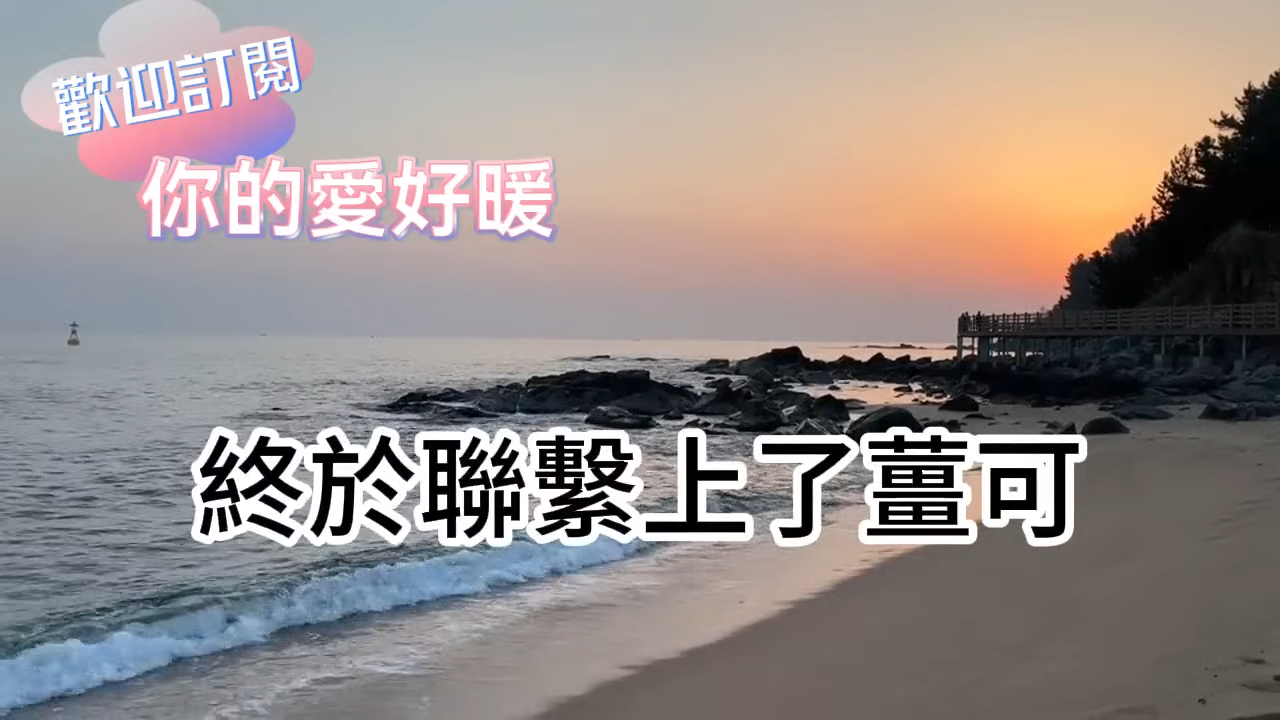 歡迎訂閱
你的愛好暖
終於聯繫上了薑可